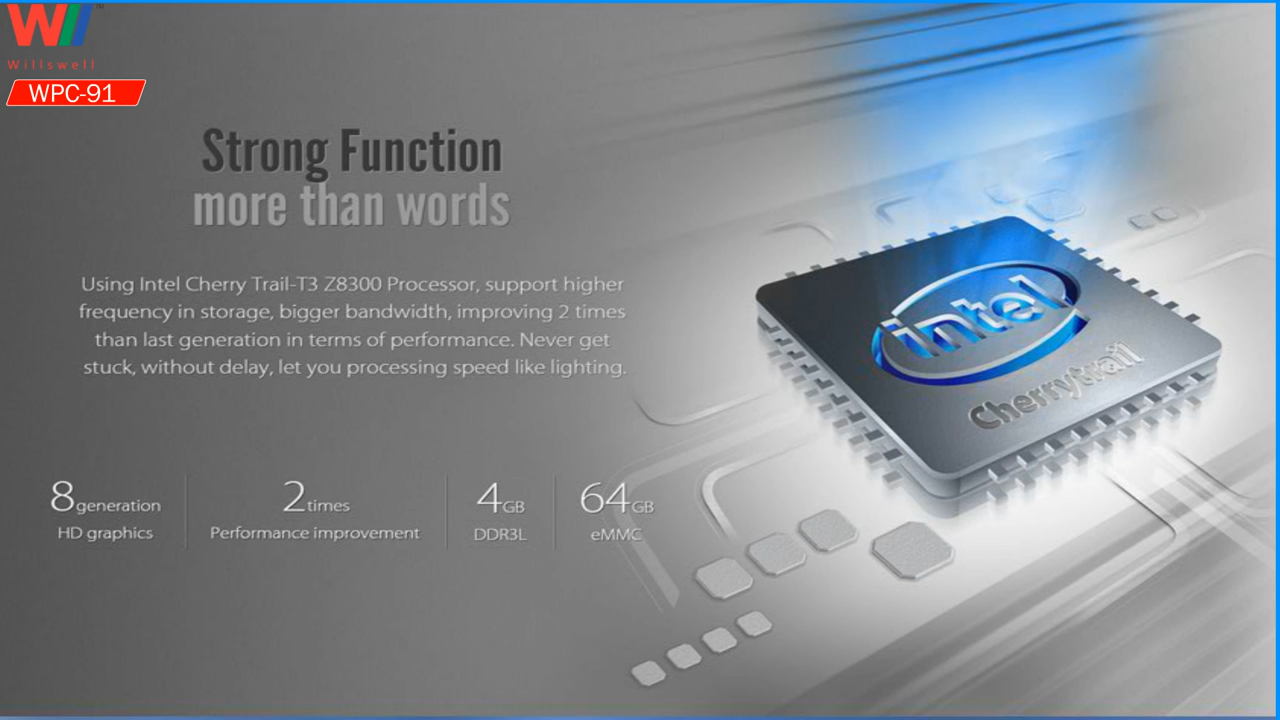 Willswell
WPC-91
Strong Function
more than words
Using Intel Cherry Trail-T3 Z8300 Processor, support higher
frequency in storage, bigger bandwidth, improving 2 times
than last generation in terms of performance. Never get
stuck, without delay, let you processing speed like lighting.
8generation
HD graphics
2times
Performance improvement
4GB
DDR3L
64GB
eMMC
intel
Cherrytrail